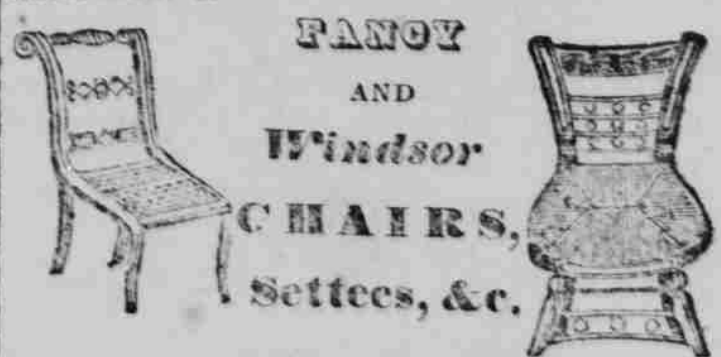 FANCY
AND
Windsor
CHAIRS,
Settees, &c.